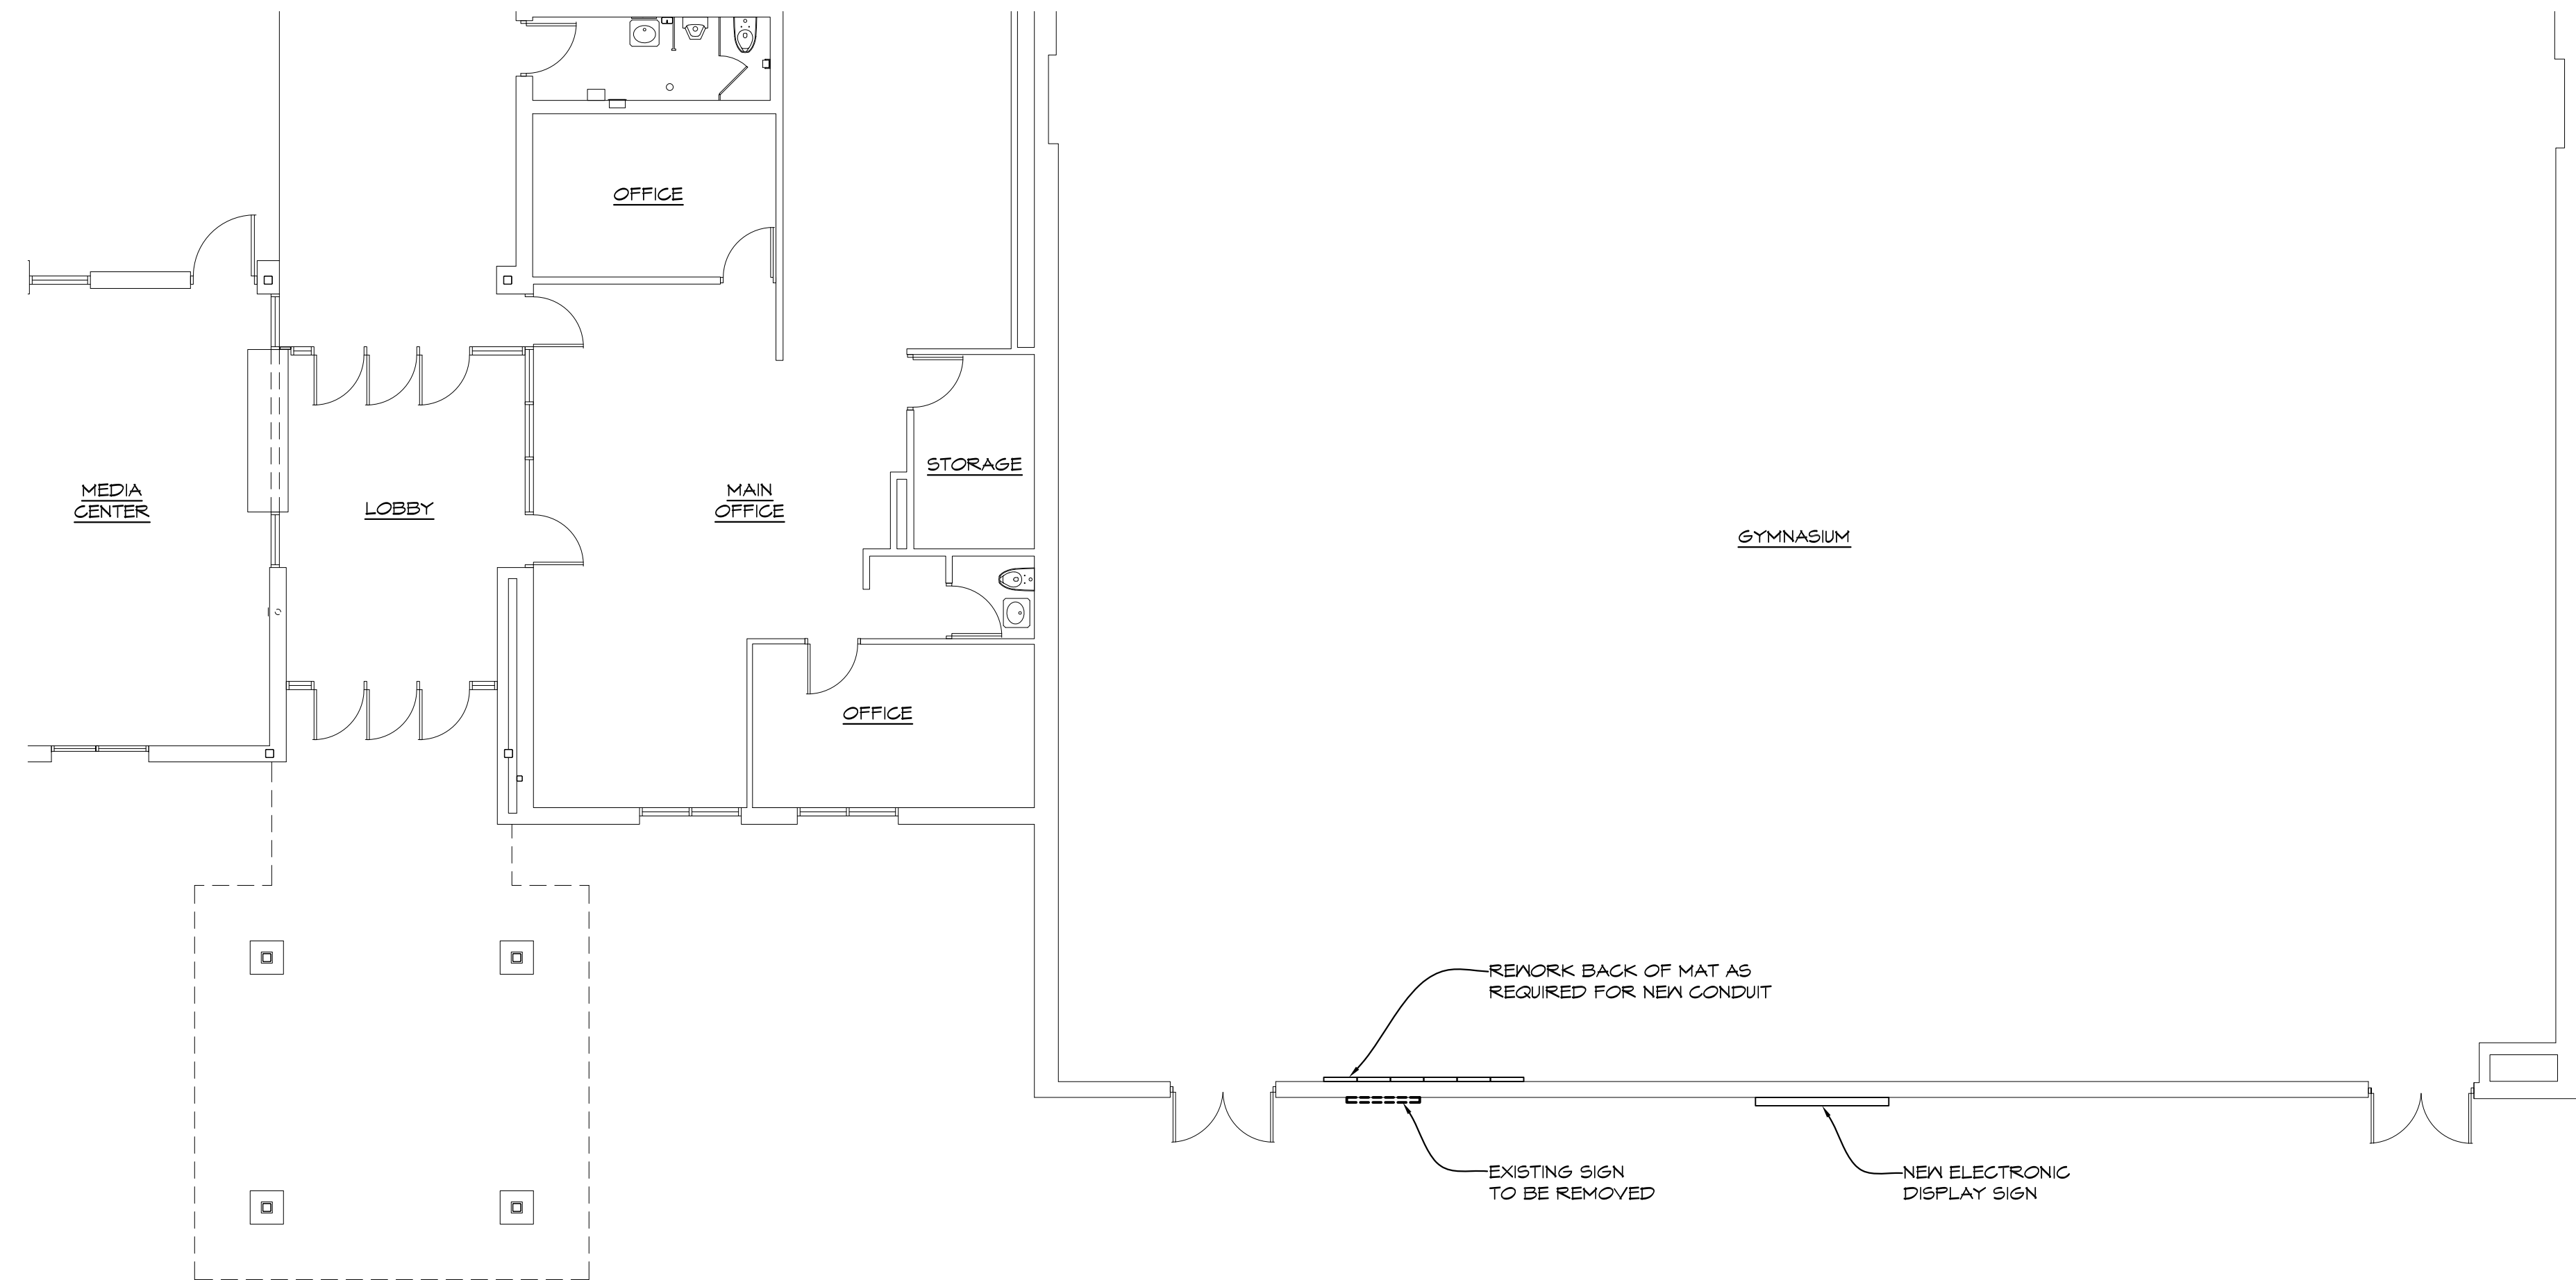 OFFICE
STORAGE
MEDIA
CENTER
LOBBY
MAIN
OFFICE
GYMNASIUM
OFFICE
REWORK BACK OF MAT AS
REQUIRED FOR NEW CONDUIT
EXISTING SIGN
TO BE REMOVED
NEW ELECTRONIC
DISPLAY SIGN